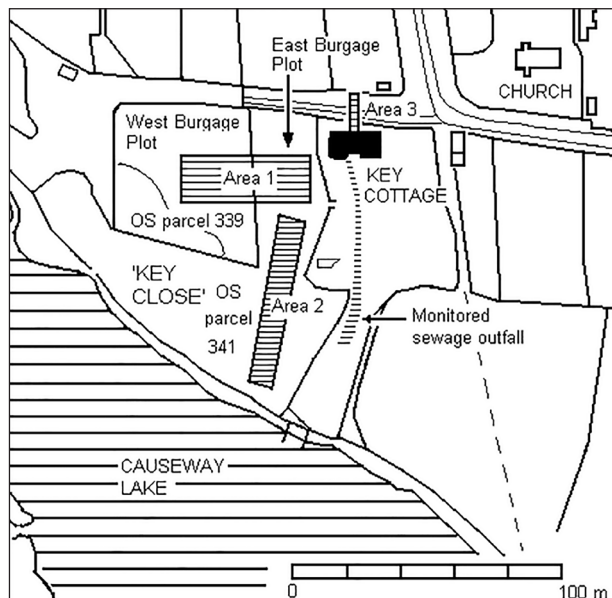 East Burgage
Plot
CHURCH
Area 3
West Burgage
Plot
Area 1
KEY
COTTAGE
OS parcel 339
'KEY
CLOSE'
OS
parcel
341
Area 2
Monitored
sewage outfall
CAUSEWAY
LAKE
0
100 m